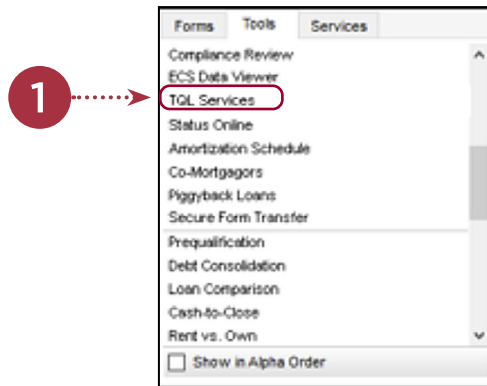 Forms Tools Services
Compliance Review
ECS Data Viewer
1 TQL Services
Status Online
Amortization Schedule
Co-Mortgagors
Piggyback Loans
Secure Form Transfer
Prequalification
Debt Consolidation
Loan Comparison
Cash-to-Close
Rent vs. Own
Show in Alpha Order